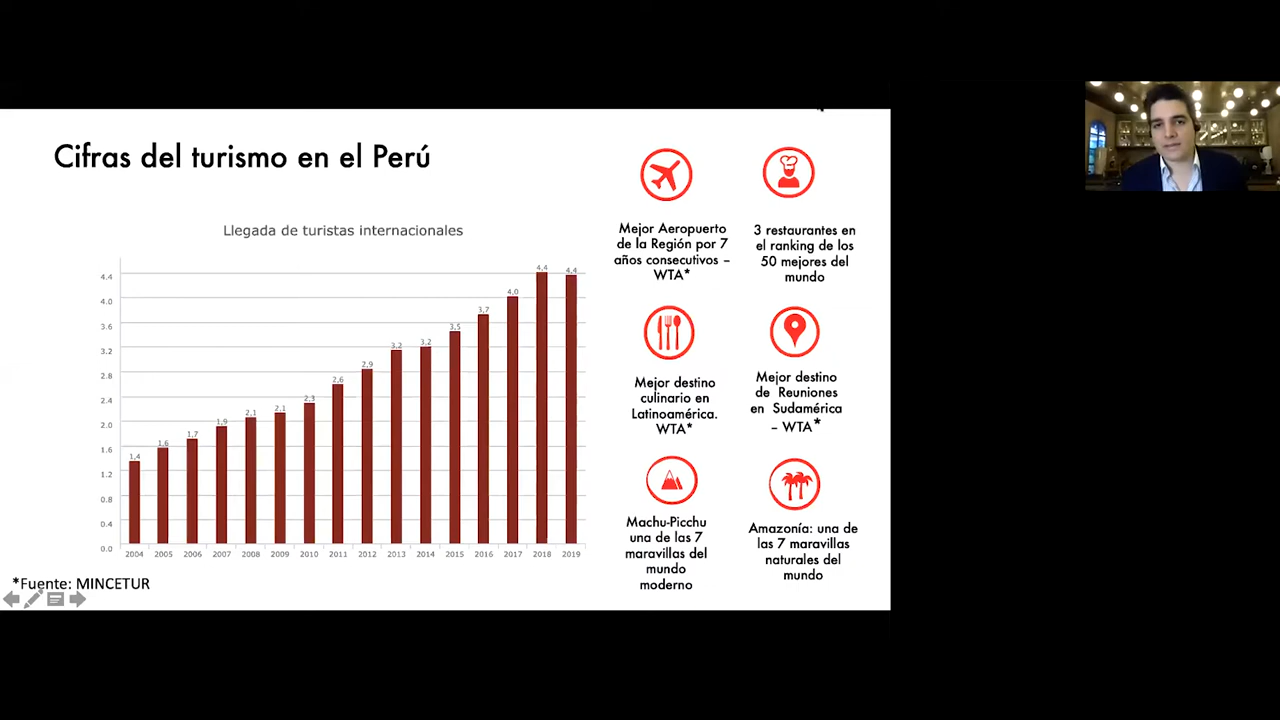 Cifras del turismo en el Perú
Llegada de turistas internacionales
4.4
4.0
3.6
3.2
2.8
2.4
2.0
1.6
1.2
0.8
0.4
0.0
1,4
1,6
1,7
1,9
2,1
2,1
2,3
2,6
2,9
3,2
3,2
3,5
3,7
4,0
4,4
4,4
2004 2005 2006 2007 2008 2009 2010 2011 2012 2013 2014 2015 2016 2017 2018 2019
*Fuente: MINCETUR
Mejor Aeropuerto
de la Región por 7
años consecutivos –
WTA*
3 restaurantes en
el ranking de los
50 mejores del
mundo
Mejor destino
culinario en
Latinoamérica.
WTA*
Mejor destino
de Reuniones
en Sudamérica
– WTA*
Machu-Picchu
una de las 7
maravillas del
mundo
moderno
Amazonía: una de
las 7 maravillas
naturales del
mundo